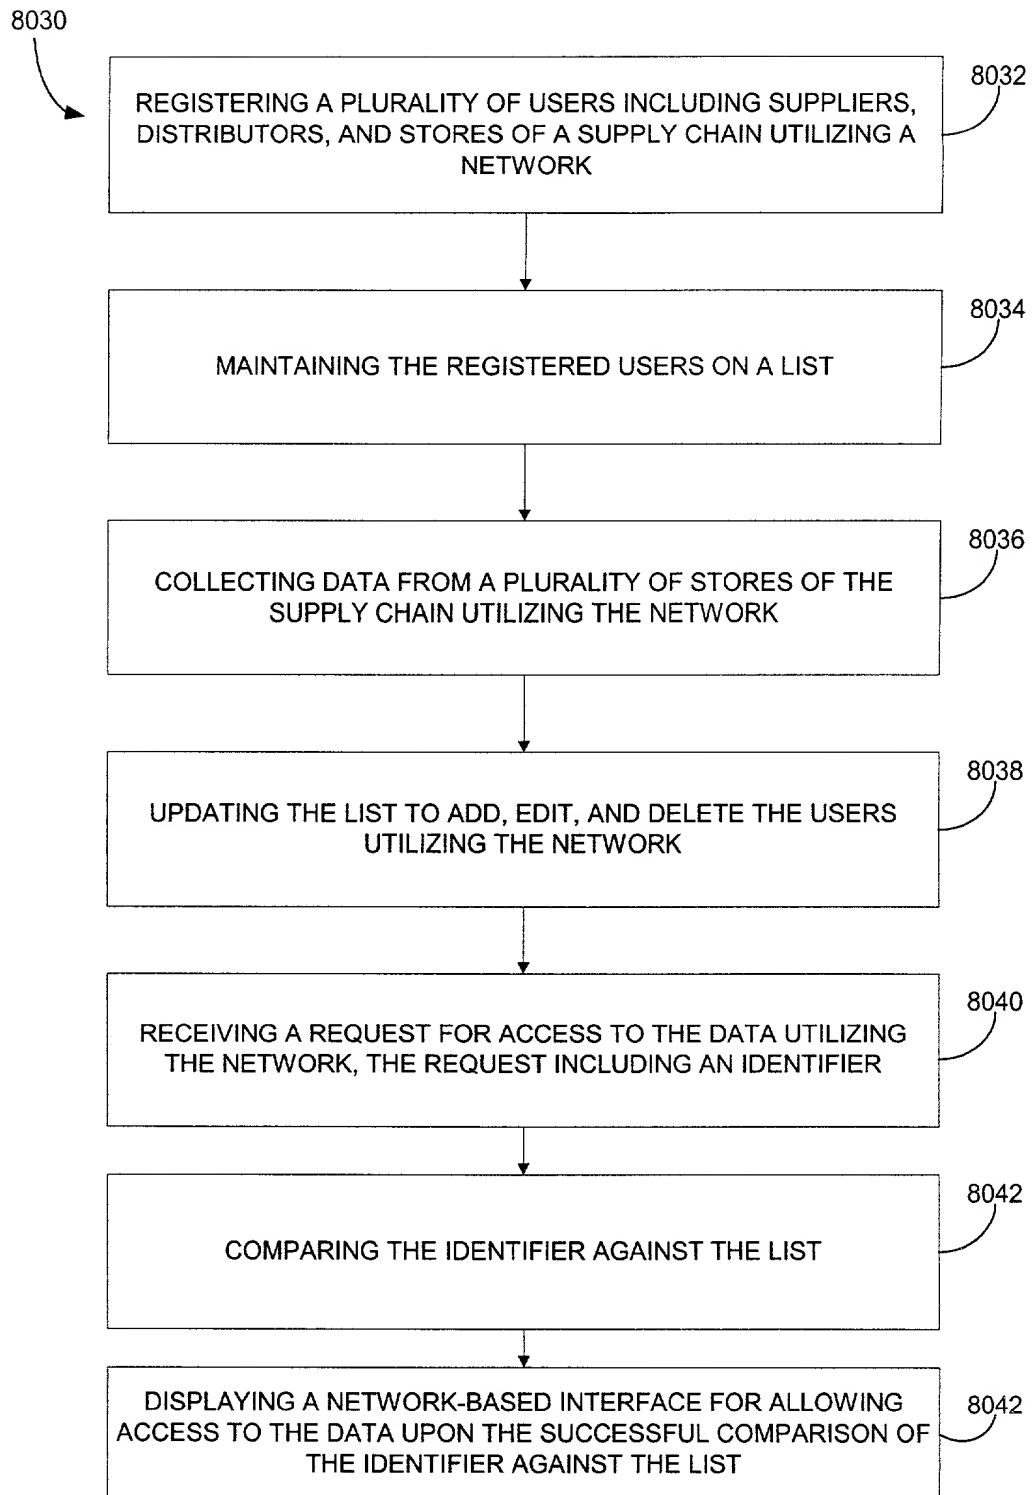 8030
8032
REGISTERING A PLURALITY OF USERS INCLUDING SUPPLIERS,
DISTRIBUTORS, AND STORES OF A SUPPLY CHAIN UTILIZING A
NETWORK
8034
MAINTAINING THE REGISTERED USERS ON A LIST
8036
COLLECTING DATA FROM A PLURALITY OF STORES OF THE
SUPPLY CHAIN UTILIZING THE NETWORK
8038
UPDATING THE LIST TO ADD, EDIT, AND DELETE THE USERS
UTILIZING THE NETWORK
8040
RECEIVING A REQUEST FOR ACCESS TO THE DATA UTILIZING
THE NETWORK, THE REQUEST INCLUDING AN IDENTIFIER
8042
COMPARING THE IDENTIFIER AGAINST THE LIST
8042
DISPLAYING A NETWORK-BASED INTERFACE FOR ALLOWING
ACCESS TO THE DATA UPON THE SUCCESSFUL COMPARISON OF
THE IDENTIFIER AGAINST THE LIST